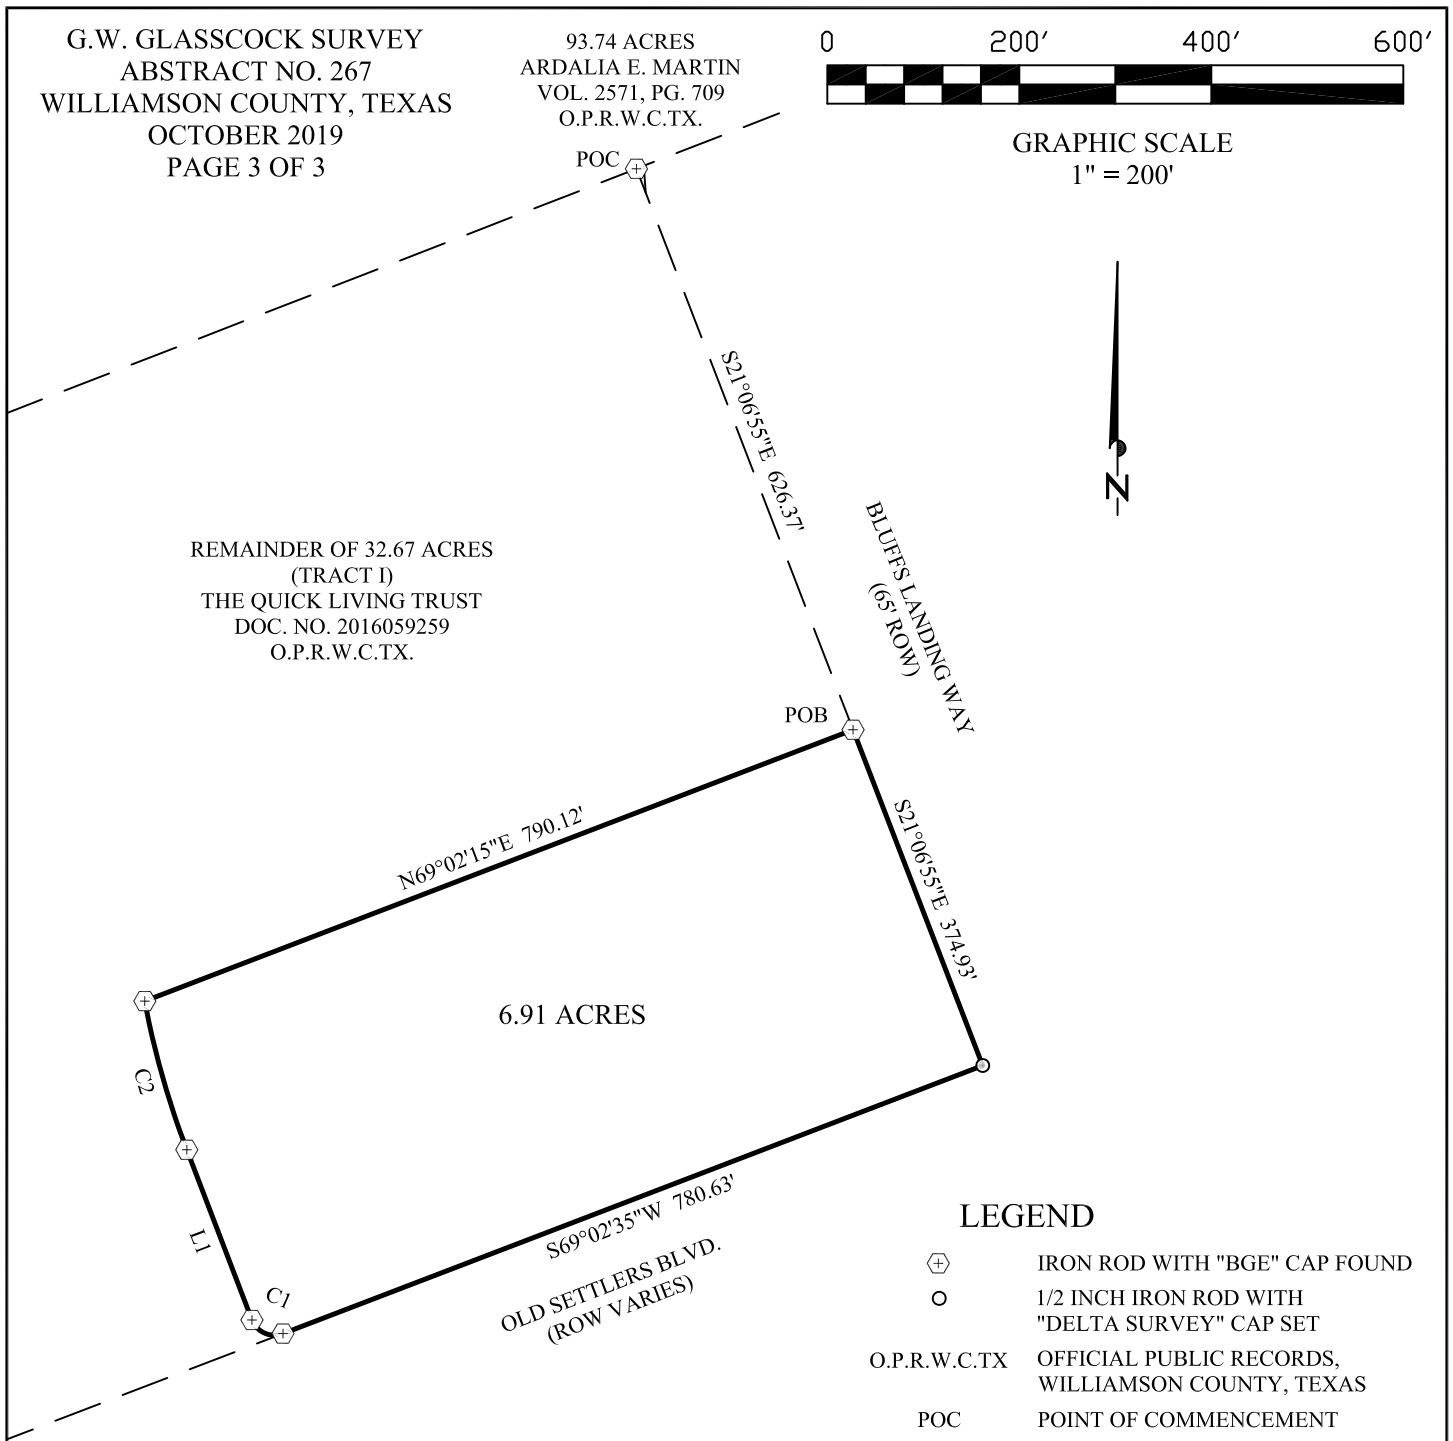 G.W. GLASSCOCK SURVEY
ABSTRACT NO. 267
WILLIAMSON COUNTY, TEXAS
OCTOBER 2019
PAGE 3 OF 3
93.74 ACRES
ARDALIA E. MARTIN
VOL. 2571, PG. 709
O.P.R.W.C.TX.
POC
0 200' 400' 600'
GRAPHIC SCALE
1" = 200'
N
S21°06'55"E 626.37'
BLUFFS LANDING WAY
(65' ROW)
REMAINDER OF 32.67 ACRES
(TRACT I)
THE QUICK LIVING TRUST
DOC. NO. 2016059259
O.P.R.W.C.TX.
POB
N69°02'15"E 790.12'
S21°06'55"E 374.93'
6.91 ACRES
C2
L1
C1
S69°02'35"W 780.63'
OLD SETTLERS BLVD.
(ROW VARIES)
LEGEND
IRON ROD WITH "BGE" CAP FOUND
1/2 INCH IRON ROD WITH
"DELTA SURVEY" CAP SET
O.P.R.W.C.TX OFFICIAL PUBLIC RECORDS,
WILLIAMSON COUNTY, TEXAS
POC POINT OF COMMENCEMENT